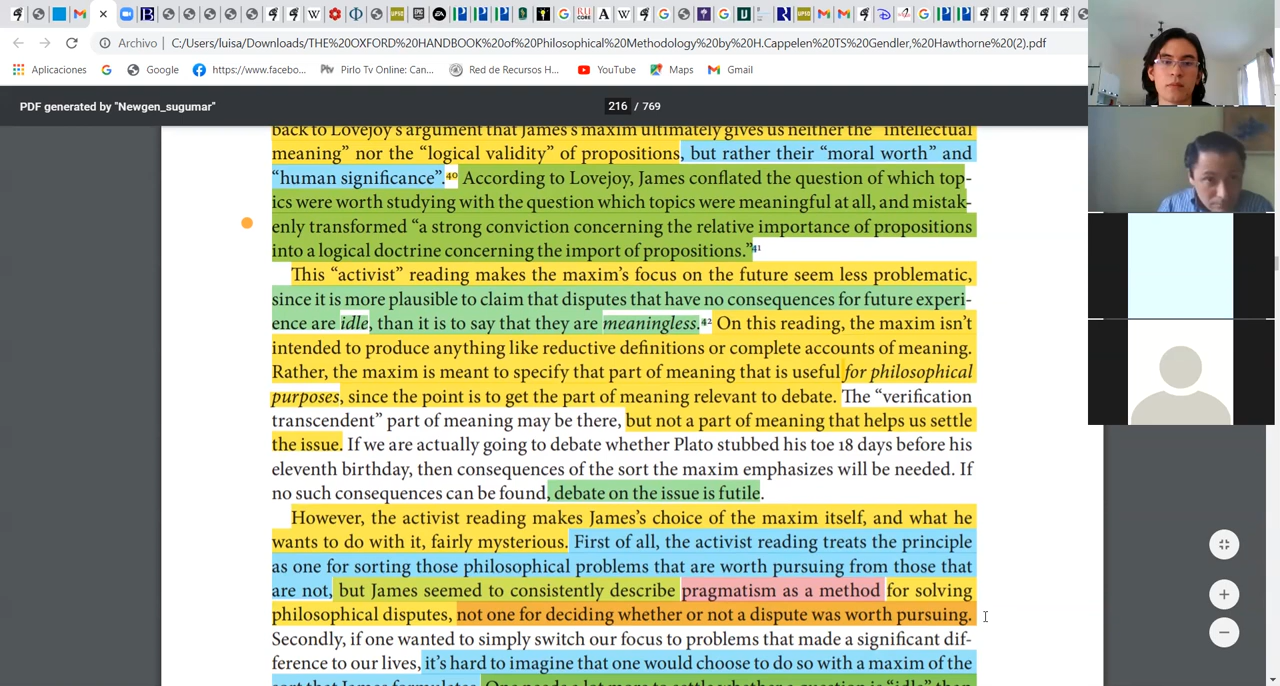 Archivo
C:/Users/luisa/Downloads/THE%20OXFORD%20HANDBOOK%20of%20Philosophical%20Methodology%20by%20H.Cappelen%20TS%20Gendler,%20Hawthorne%20(2).pdf
Aplicaciones
Google
https://www.facebo...
Pirlo Tv Online: Can...
Red de Recursos H...
YouTube
Maps
Gmail
PDF generated by "Newgen_sugumar"
216 / 769
back to Lovejoy's argument that James's maxim ultimately gives us neither the “intellectual
meaning” nor the “logical validity” of propositions, but rather their “moral worth” and
“human significance”.40 According to Lovejoy, James conflated the question of which top-
ics were worth studying with the question which topics were meaningful at all, and mistak-
enly transformed “a strong conviction concerning the relative importance of propositions
into a logical doctrine concerning the import of propositions.”41
This “activist” reading makes the maxim’s focus on the future seem less problematic,
since it is more plausible to claim that disputes that have no consequences for future experi-
ence are idle, than it is to say that they are meaningless.42 On this reading, the maxim isn’t
intended to produce anything like reductive definitions or complete accounts of meaning.
Rather, the maxim is meant to specify that part of meaning that is useful for philosophical
purposes, since the point is to get the part of meaning relevant to debate. The “verification
transcendent” part of meaning may be there, but not a part of meaning that helps us settle
the issue. If we are actually going to debate whether Plato stubbed his toe 18 days before his
eleventh birthday, then consequences of the sort the maxim emphasizes will be needed. If
no such consequences can be found, debate on the issue is futile.
However, the activist reading makes James’s choice of the maxim itself, and what he
wants to do with it, fairly mysterious. First of all, the activist reading treats the principle
as one for sorting those philosophical problems that are worth pursuing from those that
are not, but James seemed to consistently describe pragmatism as a method for solving
philosophical disputes, not one for deciding whether or not a dispute was worth pursuing.
Secondly, if one wanted to simply switch our focus to problems that made a significant dif-
ference to our lives, it’s hard to imagine that one would choose to do so with a maxim of the
sort that James formulates. One needs a lot more to settle whether a question is “idle” than